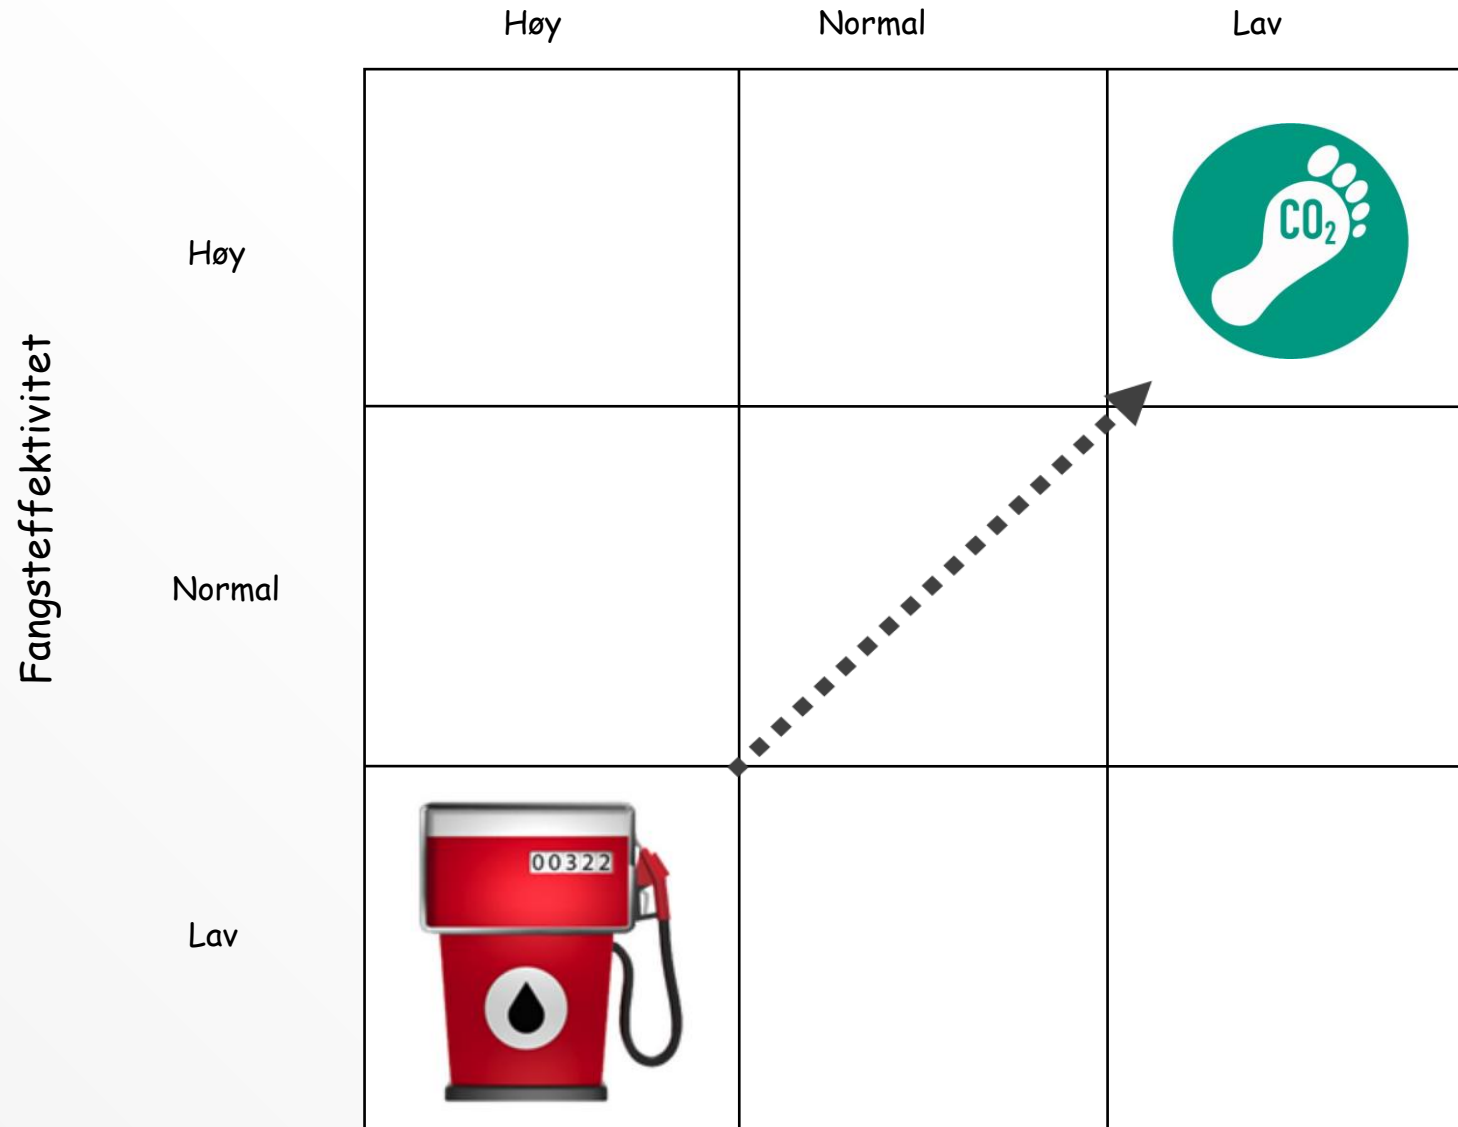 Høy Normal Lav
Fangsteffektivitet
Høy
CO₂
Normal
Lav
00322